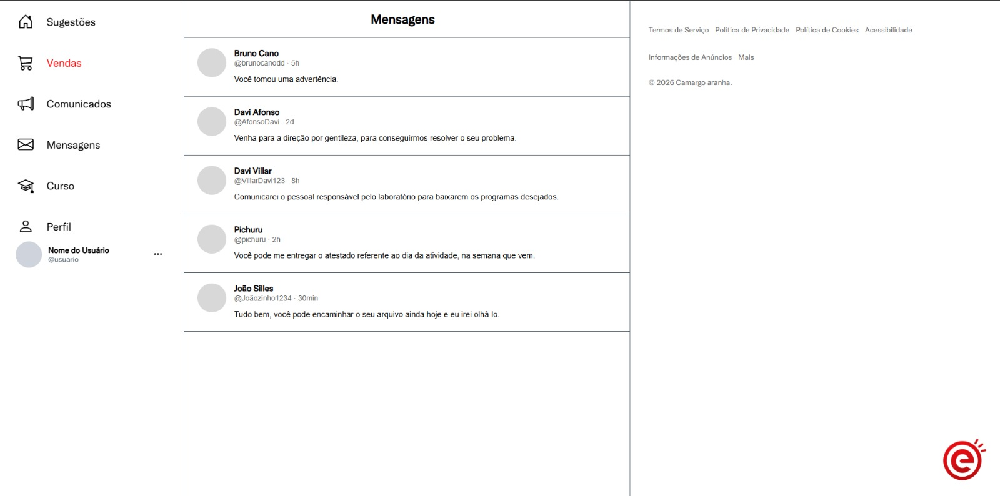 Sugestões
Vendas
Comunicados
Mensagens
Curso
Perfil
Nome do Usuário
@usuario
...
Mensagens
Bruno Cano
@brunocanodd · 5h
Você tomou uma advertência.
Davi Afonso
@AfonsoDavi · 2d
Venha para a direção por gentileza, para conseguirmos resolver o seu problema.
Davi Villar
@VillarDavi123 · 8h
Comunicarei o pessoal responsável pelo laboratório para baixarem os programas desejados.
Pichuru
@pichuru · 2h
Você pode me entregar o atestado referente ao dia da atividade, na semana que vem.
João Silles
@Joãozinho1234 · 30min
Tudo bem, você pode encaminhar o seu arquivo ainda hoje e eu irei olhá-lo.
Termos de Serviço Política de Privacidade Política de Cookies Acessibilidade
Informações de Anúncios Mais
© 2026 Camargo aranha.
e